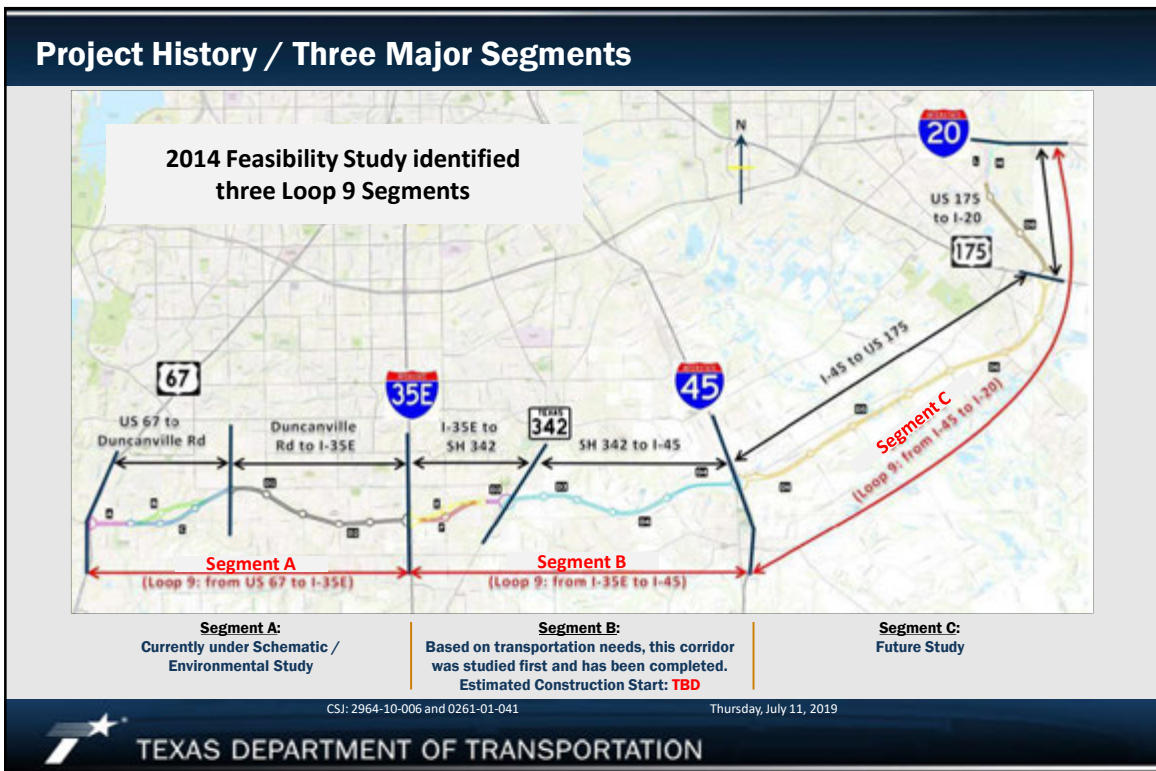 Project History / Three Major Segments
2014 Feasibility Study identified
three Loop 9 Segments
N
INTERSTATE
20
US 175
to I-20
175
67
INTERSTATE
35E
TEXAS
342
INTERSTATE
45
I-45 to US 175
US 67 to
Duncanville Rd
Duncanville
Rd to I-35E
I-35E to
SH 342
SH 342 to I-45
Segment C
(Loop 9: from I-45 to I-20)
Segment A
(Loop 9: from US 67 to I-35E)
Segment B
(Loop 9: from I-35E to I-45)
Segment A:
Currently under Schematic /
Environmental Study
Segment B:
Based on transportation needs, this corridor
was studied first and has been completed.
Estimated Construction Start: TBD
Segment C:
Future Study
CSJ: 2964-10-006 and 0261-01-041
Thursday, July 11, 2019
TEXAS DEPARTMENT OF TRANSPORTATION